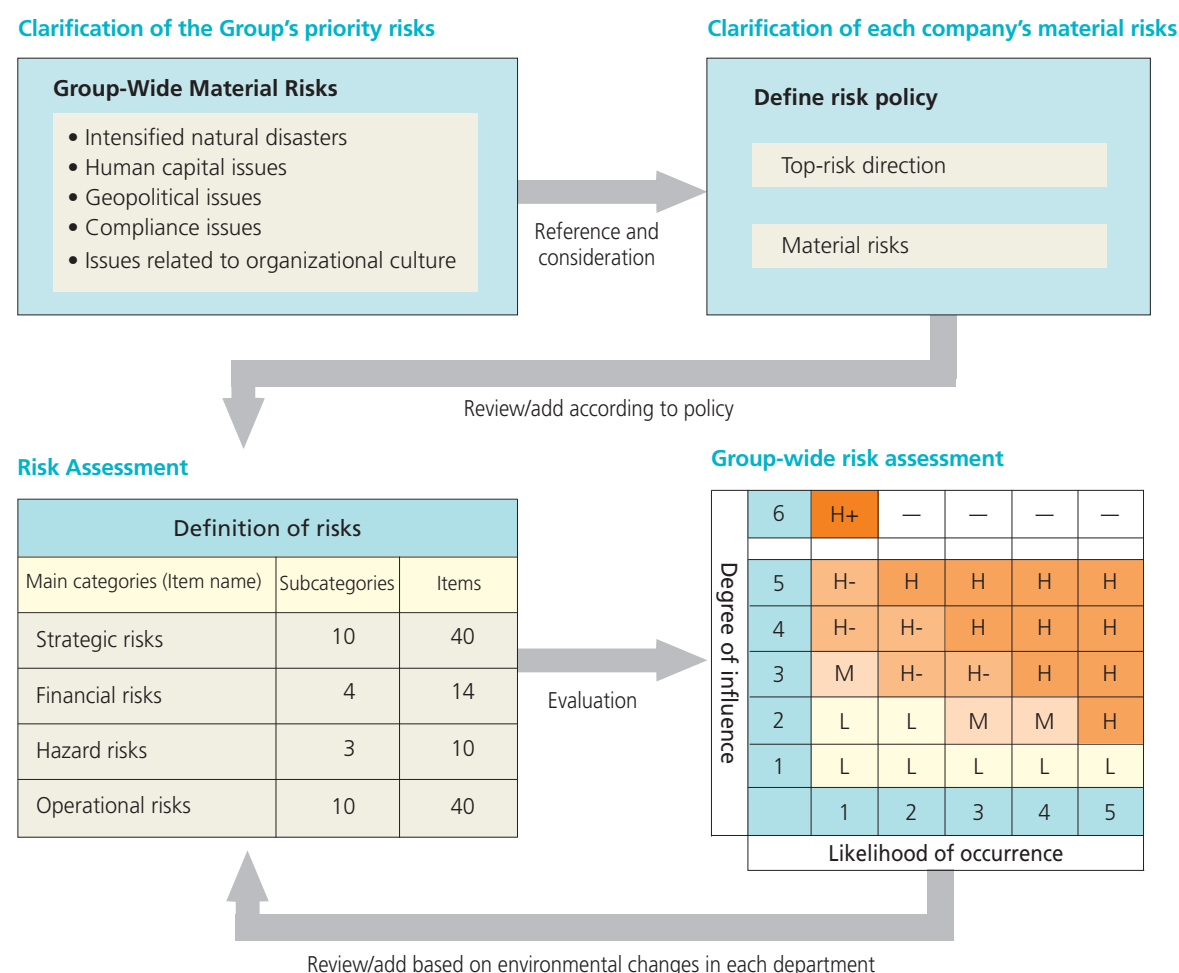 Clarification of the Group’s priority risks
Group-Wide Material Risks
• Intensified natural disasters
• Human capital issues
• Geopolitical issues
• Compliance issues
• Issues related to organizational culture
Reference and
consideration
Clarification of each company’s material risks
Define risk policy
Top-risk direction
Material risks
Review/add according to policy
Risk Assessment
Definition of risks
Main categories (Item name) Subcategories Items
Strategic risks 10 40
Financial risks 4 14
Hazard risks 3 10
Operational risks 10 40
Evaluation
Group-wide risk assessment
Degree of influence
6 H+ — — — —
5 H- H H H H
4 H- H- H H H
3 M H- H- H H
2 L L M M H
1 L L L L L
1 2 3 4 5
Likelihood of occurrence
Review/add based on environmental changes in each department